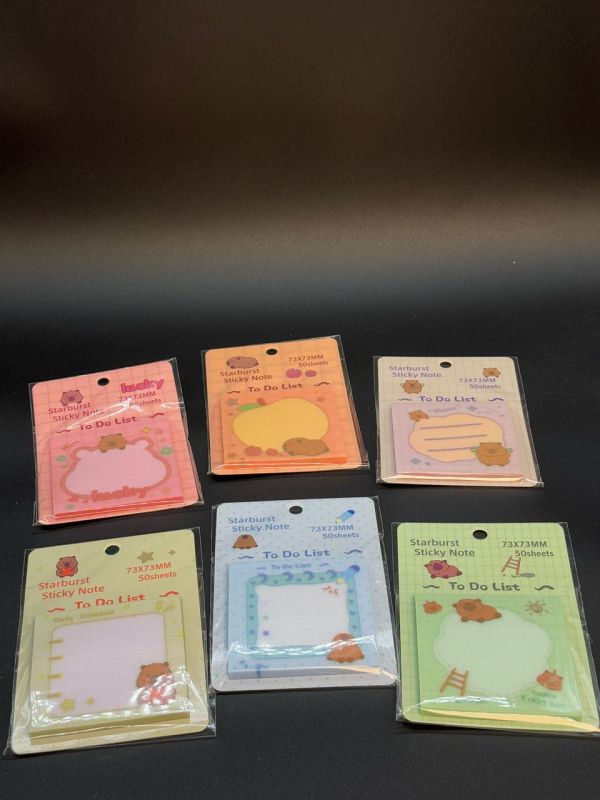 lucky
Starburst
Sticky Note
73X73MM
50sheets
To Do List
lucky
Starburst
Sticky Note
73X73MM
50sheets
To Do List
Starburst
Sticky Note
73X73MM
50sheets
To Do List
Memo
Starburst
Sticky Note
73X73MM
50sheets
To Do List
Starburst
Sticky Note
73X73MM
50sheets
To Do List
Starburst
Sticky Note
73X73MM
50sheets
To Do List